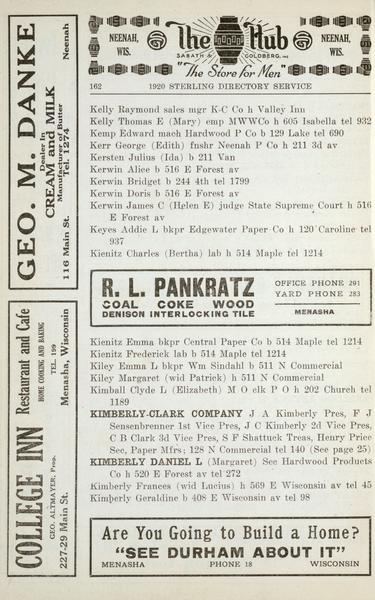 NEENAH,
WIS.
The Hub
SABATH & GOLDBERG, INC
"The Store for Men"
NEENAH,
WIS.
162 1920 STERLING DIRECTORY SERVICE
Kelly Raymond sales mgr K-C Co h Valley Inn
Kelly Thomas E (Mary) emp MWWCo h 605 Isabella tel 932
Kemp Edward mach Hardwood P Co b 129 Lake tel 690
Kerr George (Edith) fnshr Neenah P Co h 211 3d av
Kersten Julius (Ida) b 211 Van
Kerwin Alice b 516 E Forest av
Kerwin Bridget b 244 4th tel 1799
Kerwin Doris b 516 E Forest av
Kerwin James C (Helen E) judge State Supreme Court h 516
E Forest av
Keyes Addie L bkpr Edgewater Paper Co h 120 Caroline tel
937
Kienitz Charles (Bertha) lab h 514 Maple tel 1214
R. L. PANKRATZ
COAL COKE WOOD
DENISON INTERLOCKING TILE
OFFICE PHONE 291
YARD PHONE 283
MENASHA
Kienitz Emma bkpr Central Paper Co b 514 Maple tel 1214
Kienitz Frederick lab b 514 Maple tel 1214
Kiley Emma L bkpr Wm Sindahl b 511 N Commercial
Kiley Margaret (wid Patrick) h 511 N Commercial
Kimball Clyde L (Elizabeth) M O elk P O h 202 Church tel
1189
KIMBERLY-CLARK COMPANY J A Kimberly Pres, F J
Sensenbrenner 1st Vice Pres, J C Kimberly 2d Vice Pres,
C B Clark 3d Vice Pres, S F Shattuck Treas, Henry Price
Sec, Paper Mfrs; 128 N Commercial tel 140 (See page 25)
KIMBERLY DANIEL L (Margaret) Sec Hardwood Products
Co h 520 E Forest av tel 272
Kimberly Frances (wid Lucius) h 569 E Wisconsin av tel 45
Kimberly Geraldine b 408 E Wisconsin av tel 98
Are You Going to Build a Home?
"SEE DURHAM ABOUT IT"
MENASHA PHONE 18 WISCONSIN
GEO. M. DANKE
Dealer In
CREAM and MILK
Manufacturer of Butter
Tel. 1274
116 Main St. Neenah
COLLEGE INN Restaurant and Cafe
HOME COOKING AND BAKING
GEO. ALTMAYER, Prop. TEL. 199
227-29 Main St. Menasha, Wisconsin